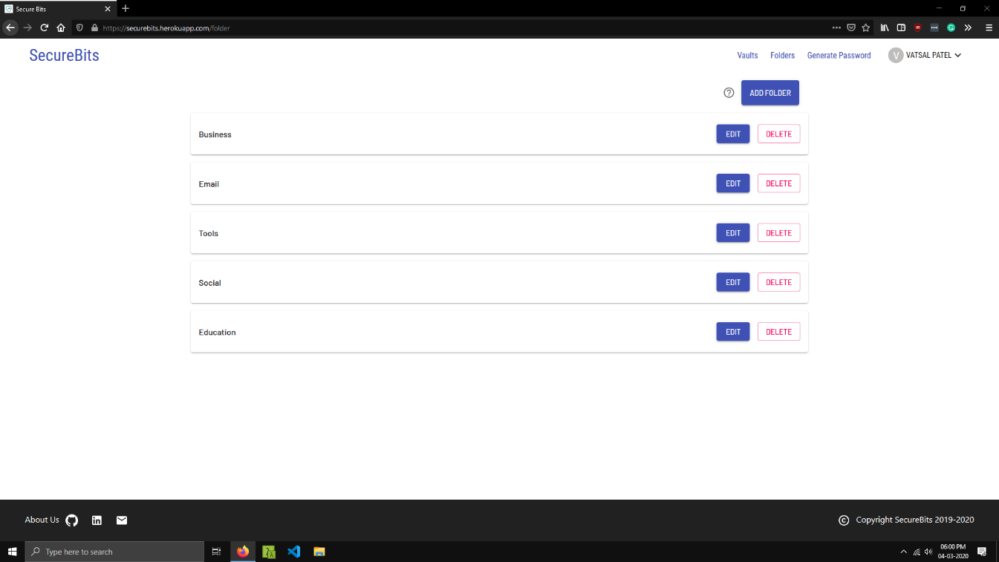 Secure Bits
https://securebits.herokuapp.com/folder
SecureBits
Vaults Folders Generate Password V VATSAL PATEL
ADD FOLDER
Business EDIT DELETE
Email EDIT DELETE
Tools EDIT DELETE
Social EDIT DELETE
Education EDIT DELETE
About Us © Copyright SecureBits 2019-2020
Type here to search
06:00 PM
04-03-2020